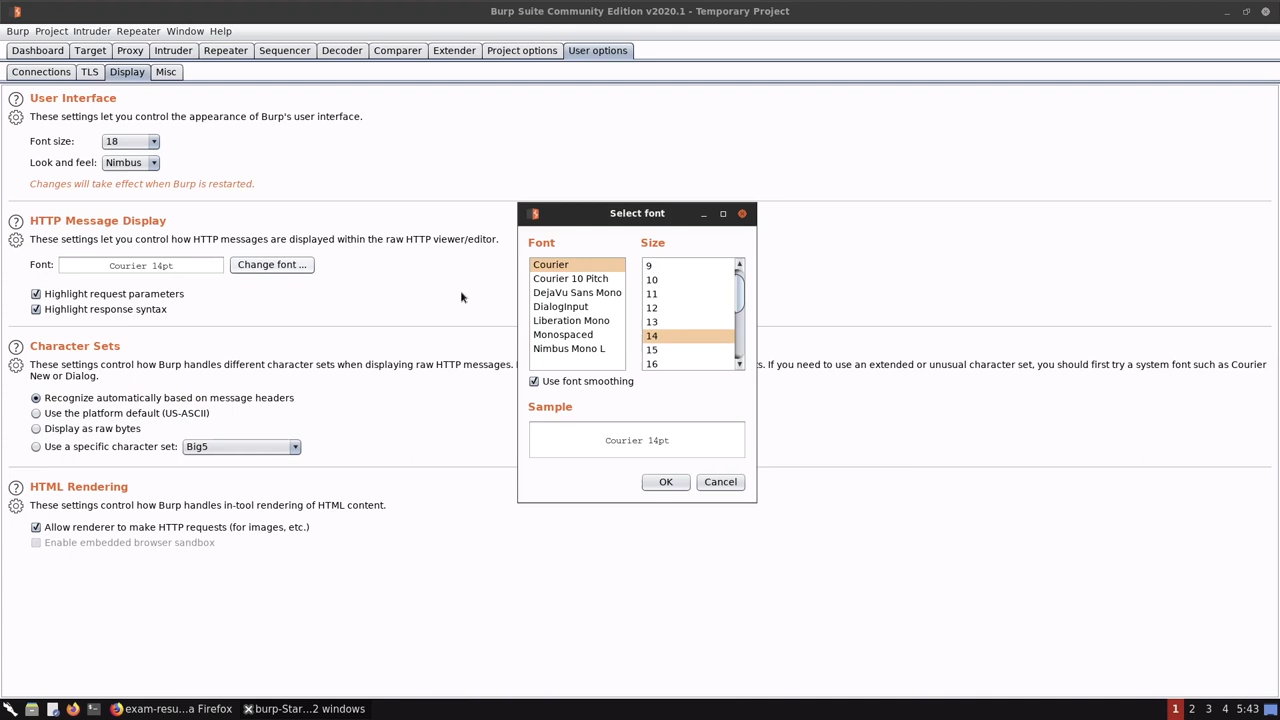 Burp Suite Community Edition v2020.1 - Temporary Project
Burp Project Intruder Repeater Window Help
Dashboard Target Proxy Intruder Repeater Sequencer Decoder Comparer Extender Project options User options
Connections TLS Display Misc
User Interface
These settings let you control the appearance of Burp's user interface.
Font size: 18
Look and feel: Nimbus
Changes will take effect when Burp is restarted.
HTTP Message Display
These settings let you control how HTTP messages are displayed within the raw HTTP viewer/editor.
Font: Courier 14pt Change font ...
Highlight request parameters
Highlight response syntax
Character Sets
These settings control how Burp handles different character sets when displaying raw HTTP messages. s. If you need to use an extended or unusual character set, you should first try a system font such as Courier
New or Dialog.
Recognize automatically based on message headers
Use the platform default (US-ASCII)
Display as raw bytes
Use a specific character set: Big5
HTML Rendering
These settings control how Burp handles in-tool rendering of HTML content.
Allow renderer to make HTTP requests (for images, etc.)
Enable embedded browser sandbox
Select font
Font
Courier
Courier 10 Pitch
DejaVu Sans Mono
DialogInput
Liberation Mono
Monospaced
Nimbus Mono L
Size
9
10
11
12
13
14
15
16
Use font smoothing
Sample
Courier 14pt
OK Cancel
exam-resu...a Firefox burp-Star...2 windows 1 2 3 4 5:43